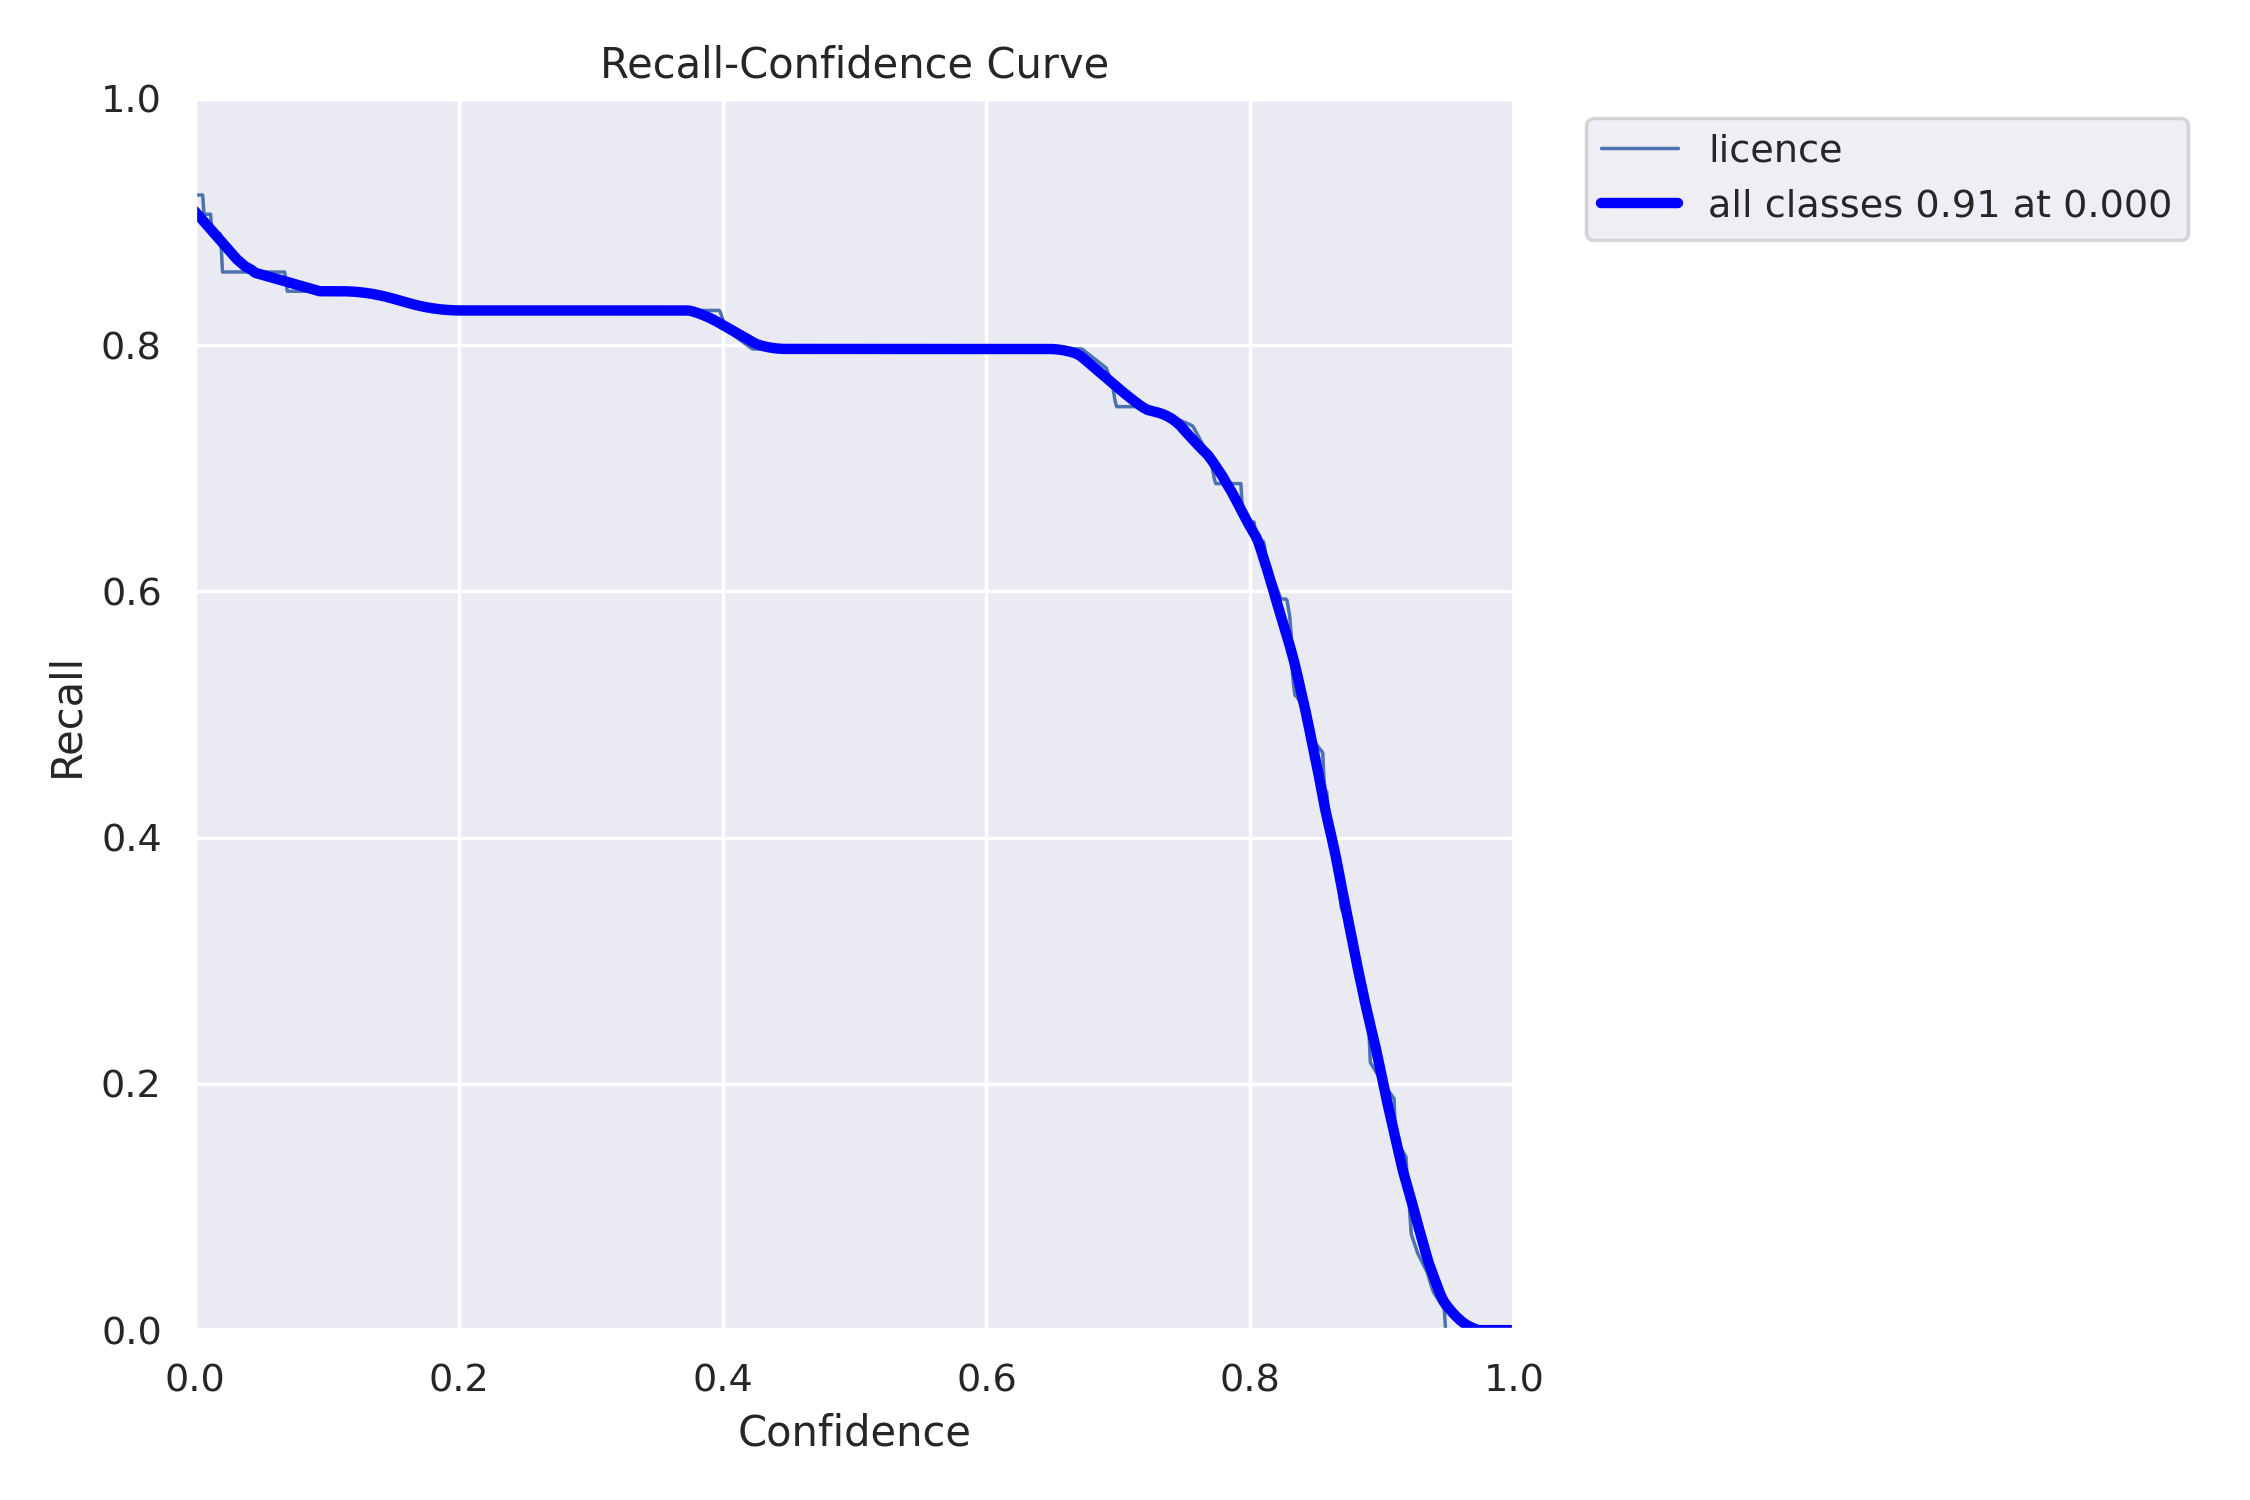 Recall-Confidence Curve
1.0
0.8
0.6
0.4
0.2
0.0
Recall
0.0 0.2 0.4 0.6 0.8 1.0
Confidence
licence
all classes 0.91 at 0.000